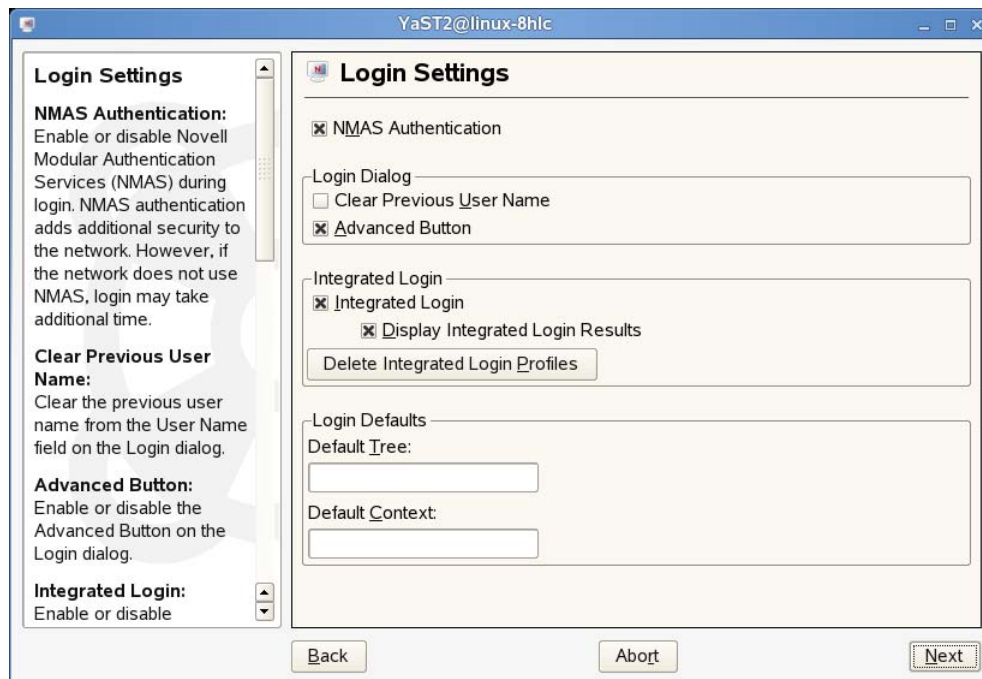 YaST2@linux-8hlc
Login Settings
NMAS Authentication:
Enable or disable Novell
Modular Authentication
Services (NMAS) during
login. NMAS authentication
adds additional security to
the network. However, if
the network does not use
NMAS, login may take
additional time.
Clear Previous User
Name:
Clear the previous user
name from the User Name
field on the Login dialog.
Advanced Button:
Enable or disable the
Advanced Button on the
Login dialog.
Integrated Login:
Enable or disable
Login Settings
NMAS Authentication
Login Dialog
Clear Previous User Name
Advanced Button
Integrated Login
Integrated Login
Display Integrated Login Results
Delete Integrated Login Profiles
Login Defaults
Default Tree:
Default Context:
Back
Abort
Next